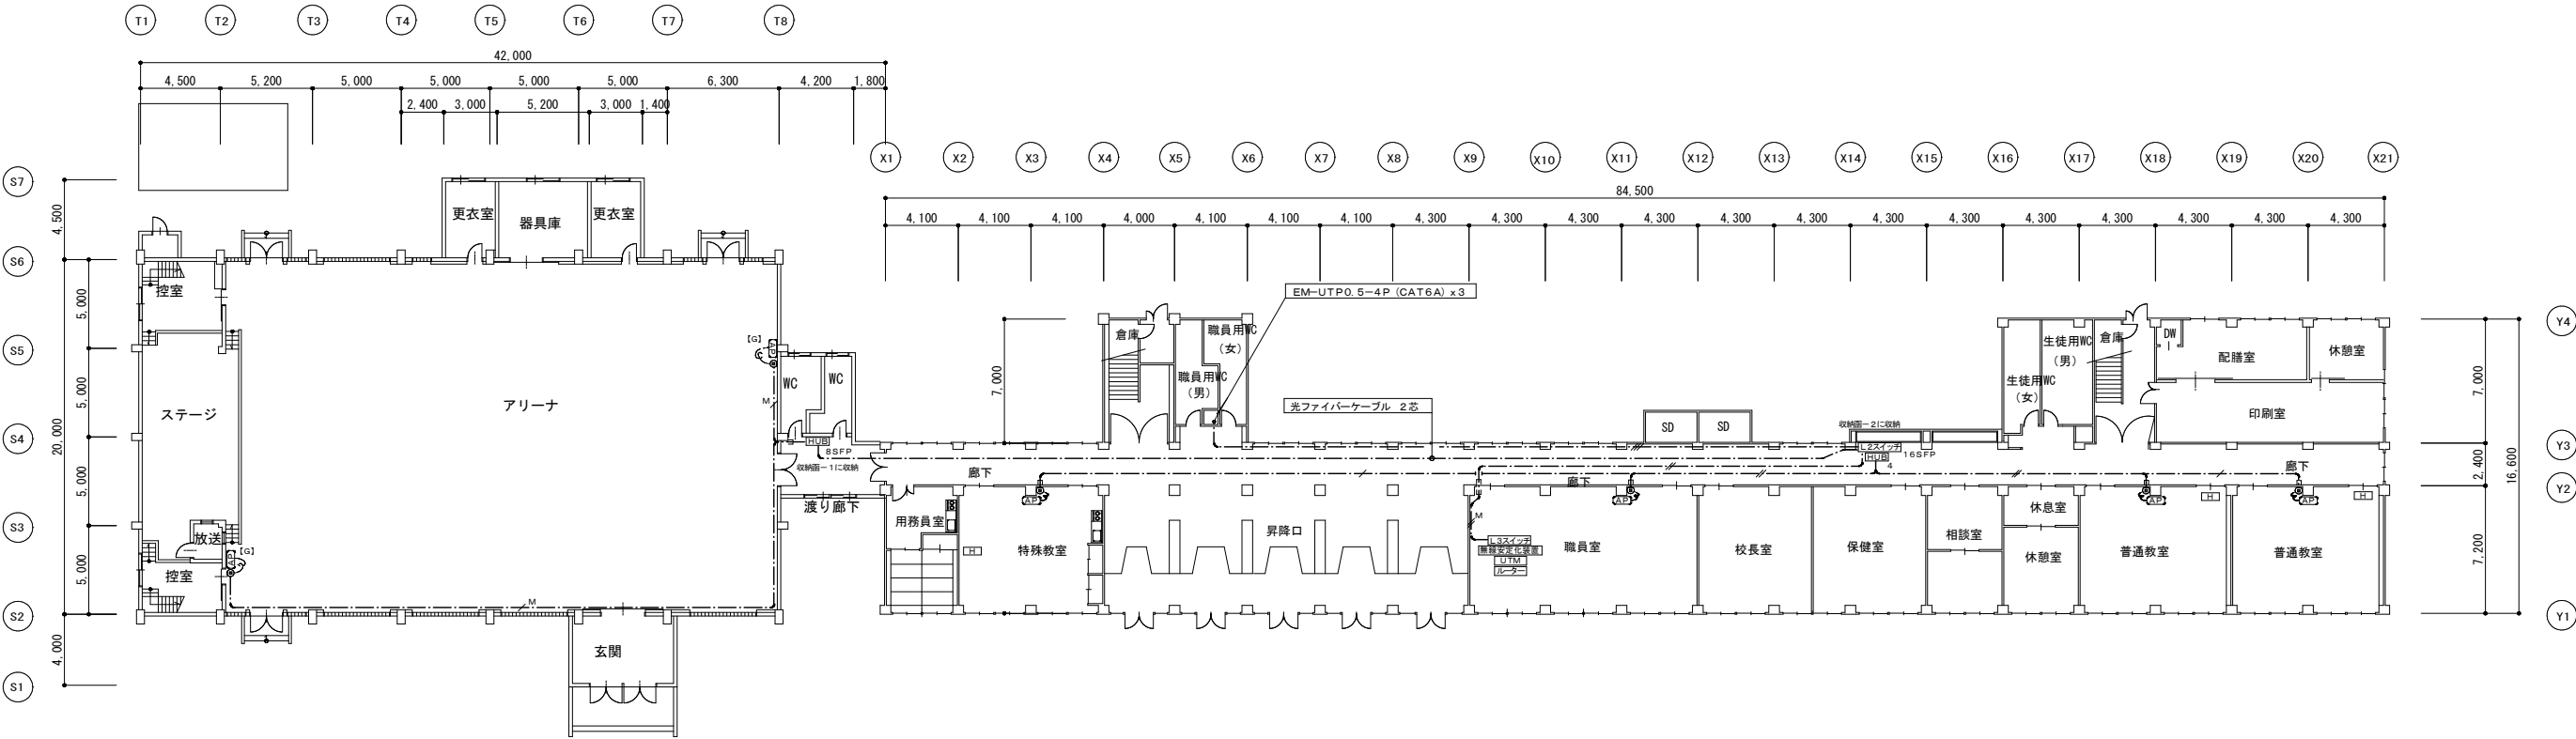 T1 T2 T3 T4 T5 T6 T7 T8
42,000
4,500 5,200 5,000 5,000 5,000 5,000 6,300 4,200 1,800
2,400 3,000 5,200 3,000 1,400
X1 X2 X3 X4 X5 X6 X7 X8 X9 X10 X11 X12 X13 X14 X15 X16 X17 X18 X19 X20 X21
84,500
4,100 4,100 4,100 4,000 4,100 4,100 4,100 4,300 4,300 4,300 4,300 4,300 4,300 4,300 4,300 4,300 4,300 4,300 4,300 4,300
S7
S6
S5
S4
S3
S2
S1
4,500
20,000
4,000
5,000
5,000
5,000
5,000
更衣室
器具庫
更衣室
控室
ステージ
アリーナ
放送
控室
玄関
【G】
AP
M
WC
WC
HUB
8SFP
収納函-1に収納
渡り廊下
【G】
AP
M
EM-UTP0.5-4P (CAT6A) x3
光ファイバーケーブル 2芯
7,000
倉庫
職員用WC
(女)
職員用WC
(男)
SD
SD
収納函-2に収納
L2スイッチ
16SFP
HUB
4
生徒用WC
(男)
生徒用WC
(女)
倉庫
DW
配膳室
休憩室
印刷室
廊下
廊下
廊下
AP
AP
AP
H
AP
H
用務員室
H
特殊教室
昇降口
M
L3スイッチ
無線安定化装置
UTM
ルーター
職員室
校長室
保健室
相談室
休息室
休憩室
普通教室
普通教室
7,000
2,400
7,200
16,600
Y4
Y3
Y2
Y1